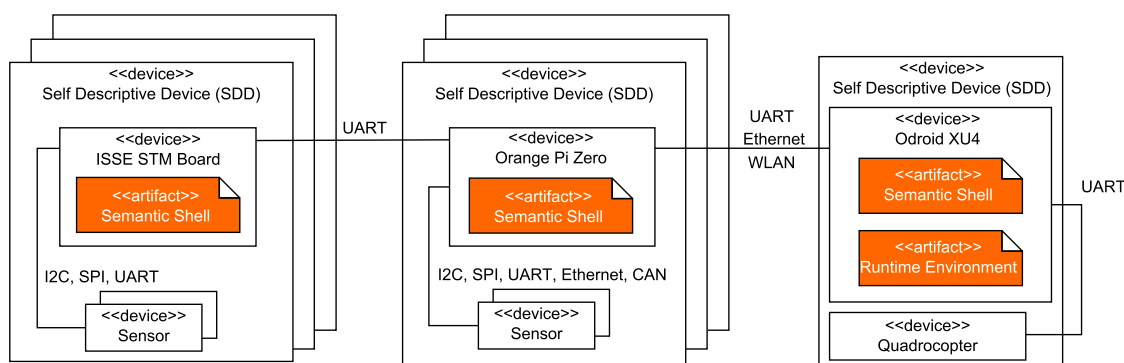 <<device>>
Self Descriptive Device (SDD)
<<device>>
ISSE STM Board
<<artifact>>
Semantic Shell
I2C, SPI, UART
<<device>>
Sensor
UART
<<device>>
Self Descriptive Device (SDD)
<<device>>
Orange Pi Zero
<<artifact>>
Semantic Shell
I2C, SPI, UART, Ethernet, CAN
<<device>>
Sensor
UART
Ethernet
WLAN
<<device>>
Self Descriptive Device (SDD)
<<device>>
Odroid XU4
<<artifact>>
Semantic Shell
<<artifact>>
Runtime Environment
<<device>>
Quadrocopter
UART